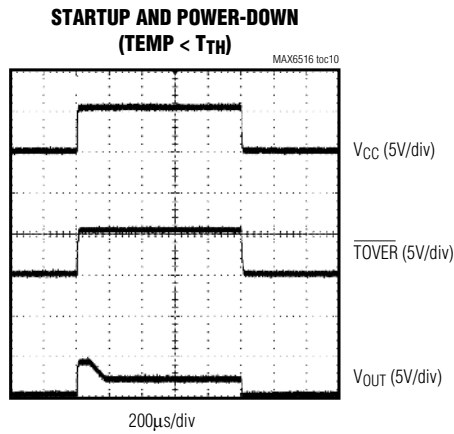 STARTUP AND POWER-DOWN
(TEMP < TTH)
MAX6516 toc10
VCC (5V/div)
TOVER (5V/div)
VOUT (5V/div)
200µs/div